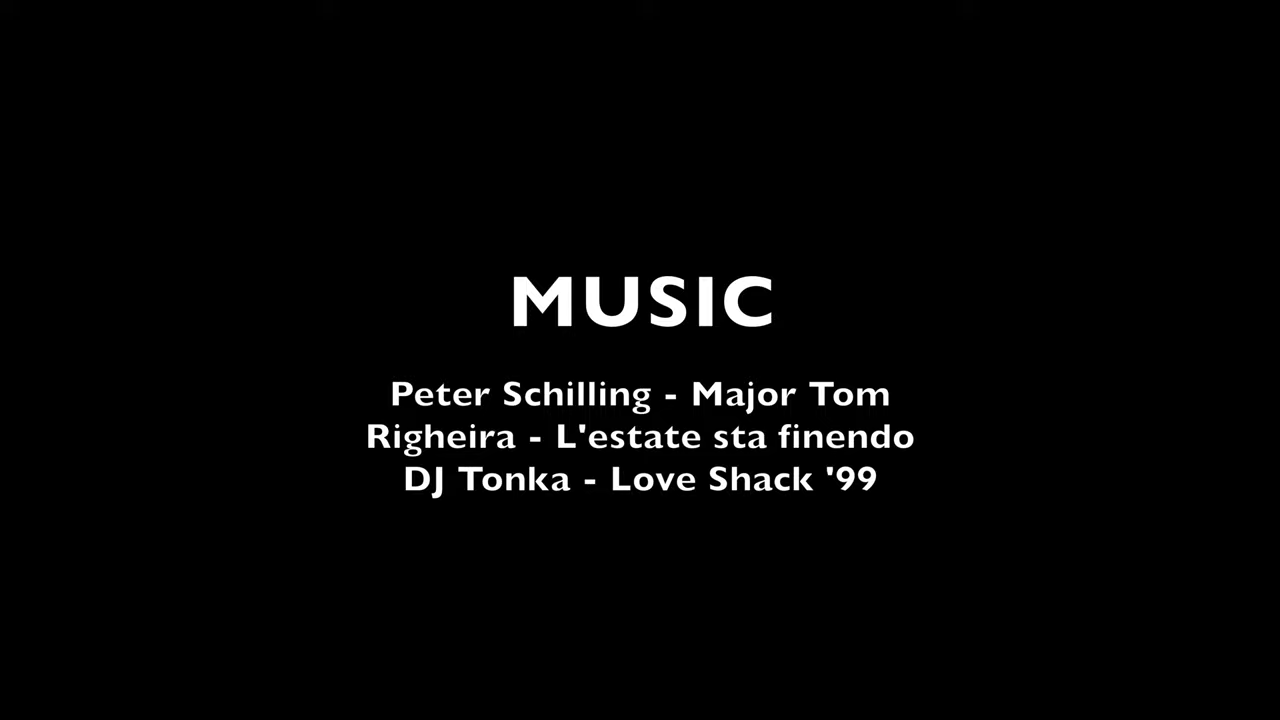 MUSIC
Peter Schilling - Major Tom
Righeira - L'estate sta finendo
DJ Tonka - Love Shack '99